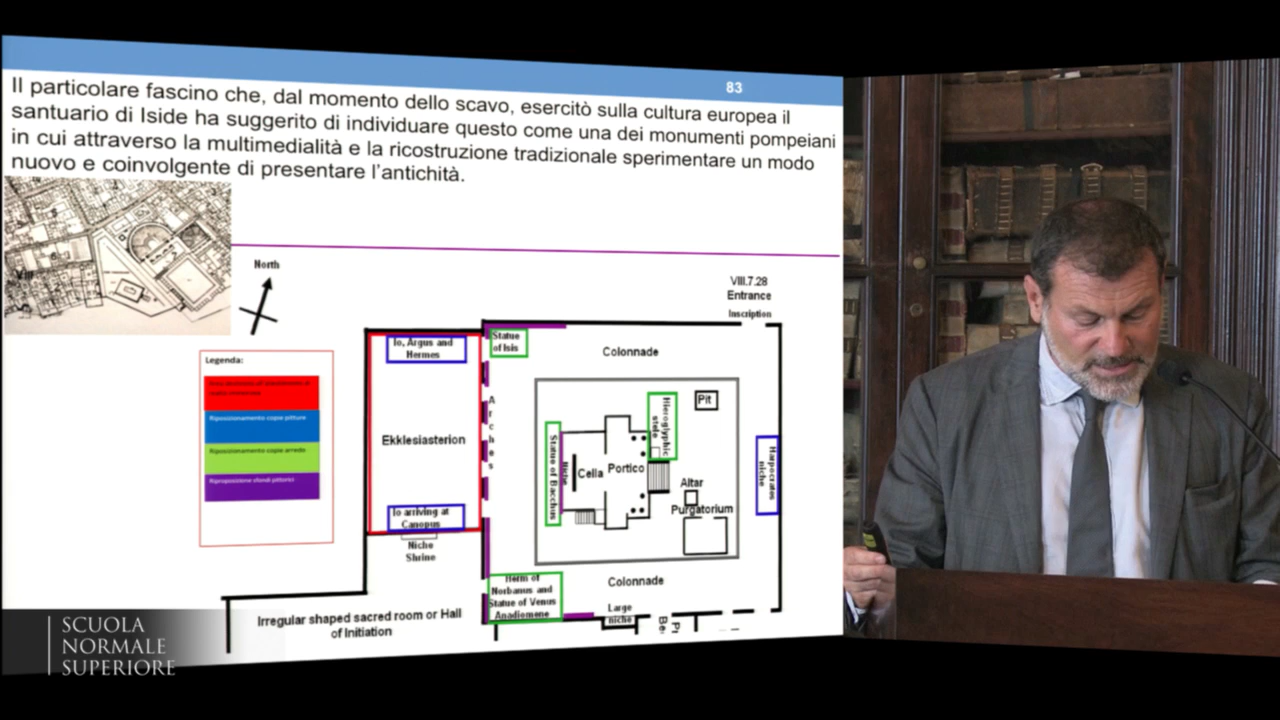 83
Il particolare fascino che, dal momento dello scavo, esercitò sulla cultura europea il
santuario di Iside ha suggerito di individuare questo come una dei monumenti pompeiani
in cui attraverso la multimedialità e la ricostruzione tradizionale sperimentare un modo
nuovo e coinvolgente di presentare l'antichità.
North
VIII.7.28
Entrance
Inscription
Legenda:
Riposizionamento copie pitture
Riposizionamento copie arredo
Riproposizione sfondi pittorici
Io, Argus and
Hermes
Statue
of Isis
Colonnade
Arches
Ekklesiasterion
Io arriving at
Canopus
Niche
Shrine
Statue of Bacchus
Niche
Cella
Portico
Hieroglyphic
stele
Pit
Altar
Purgatorium
Harpocrates
niche
Herm of
Norbanus and
Statue of Venus
Anadiomene
Colonnade
Large
niche
Irregular shaped sacred room or Hall
of Initiation
SCUOLA
NORMALE
SUPERIORE